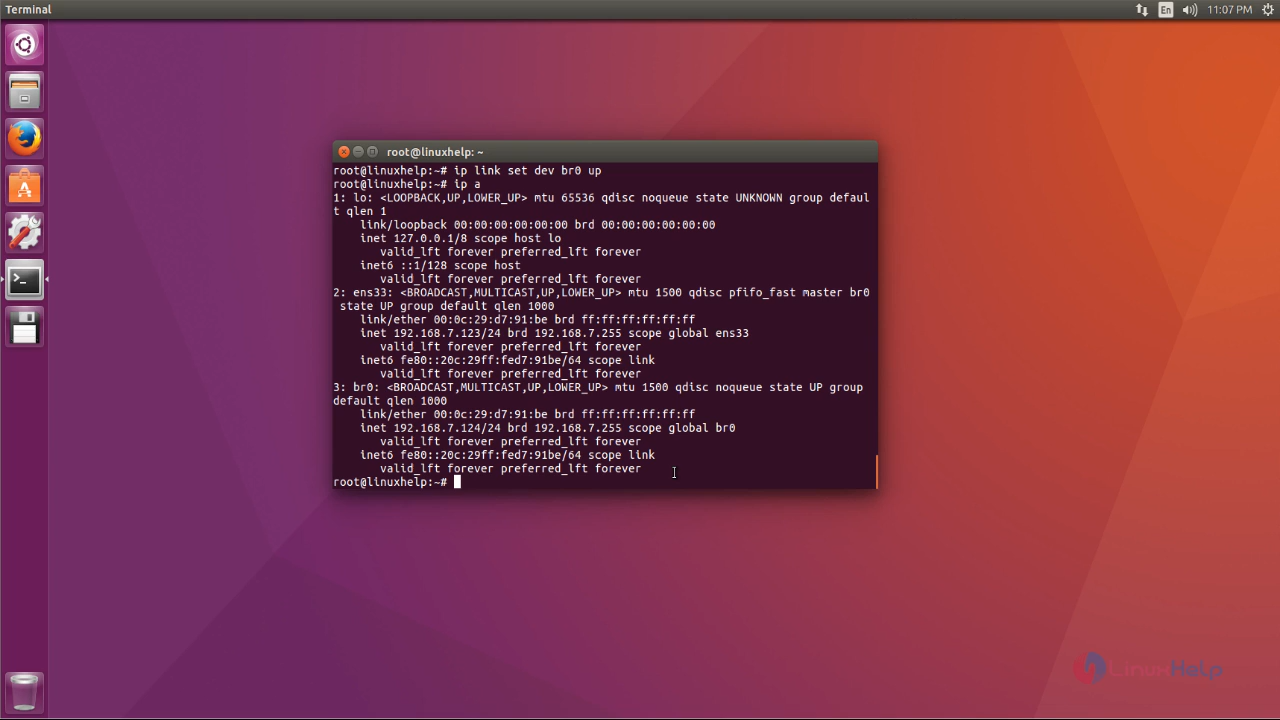 Terminal
En
11:07 PM
root@linuxhelp: ~
root@linuxhelp:~# ip link set dev br0 up
root@linuxhelp:~# ip a
1: lo: <LOOPBACK,UP,LOWER_UP> mtu 65536 qdisc noqueue state UNKNOWN group defaul
t qlen 1
    link/loopback 00:00:00:00:00:00 brd 00:00:00:00:00:00
    inet 127.0.0.1/8 scope host lo
       valid_lft forever preferred_lft forever
    inet6 ::1/128 scope host
       valid_lft forever preferred_lft forever
2: ens33: <BROADCAST,MULTICAST,UP,LOWER_UP> mtu 1500 qdisc pfifo_fast master br0
 state UP group default qlen 1000
    link/ether 00:0c:29:d7:91:be brd ff:ff:ff:ff:ff:ff
    inet 192.168.7.123/24 brd 192.168.7.255 scope global ens33
       valid_lft forever preferred_lft forever
    inet6 fe80::20c:29ff:fed7:91be/64 scope link
       valid_lft forever preferred_lft forever
3: br0: <BROADCAST,MULTICAST,UP,LOWER_UP> mtu 1500 qdisc noqueue state UP group
default qlen 1000
    link/ether 00:0c:29:d7:91:be brd ff:ff:ff:ff:ff:ff
    inet 192.168.7.124/24 brd 192.168.7.255 scope global br0
       valid_lft forever preferred_lft forever
    inet6 fe80::20c:29ff:fed7:91be/64 scope link
       valid_lft forever preferred_lft forever
root@linuxhelp:~#
LinuxHelp